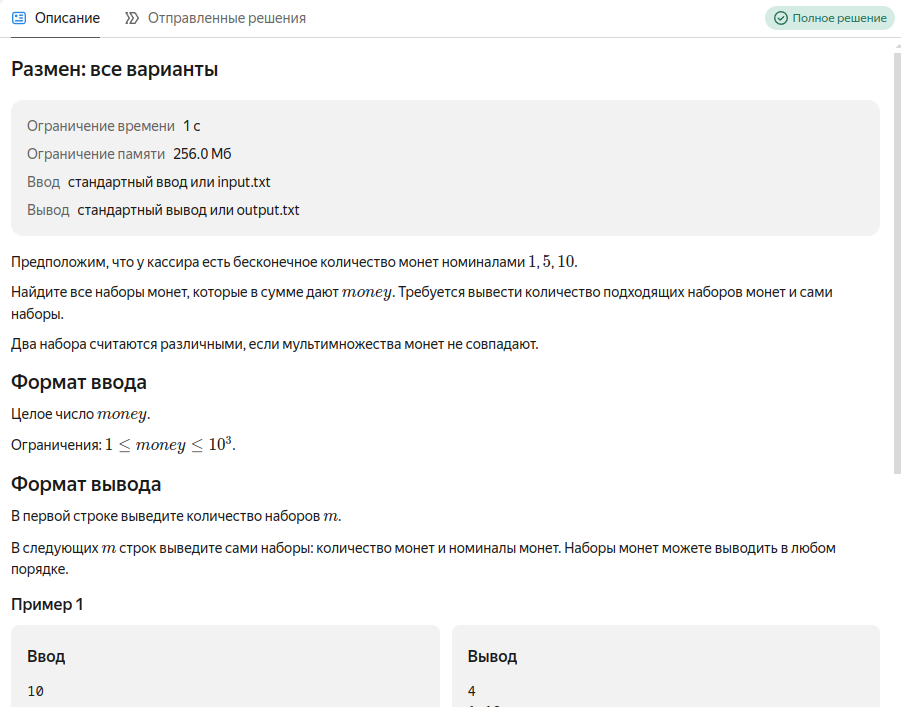 Описание Отправленные решения Полное решение
Размен: все варианты
Ограничение времени 1 с
Ограничение памяти 256.0 Мб
Ввод стандартный ввод или input.txt
Вывод стандартный вывод или output.txt
Предположим, что у кассира есть бесконечное количество монет номиналами 1, 5, 10.
Найдите все наборы монет, которые в сумме дают money. Требуется вывести количество подходящих наборов монет и сами
наборы.
Два набора считаются различными, если мультимножества монет не совпадают.
Формат ввода
Целое число money.
Ограничения: 1 ≤ money ≤ 10³.
Формат вывода
В первой строке выведите количество наборов m.
В следующих m строк выведите сами наборы: количество монет и номиналы монет. Наборы монет можете выводить в любом
порядке.
Пример 1
Ввод Вывод
10 4